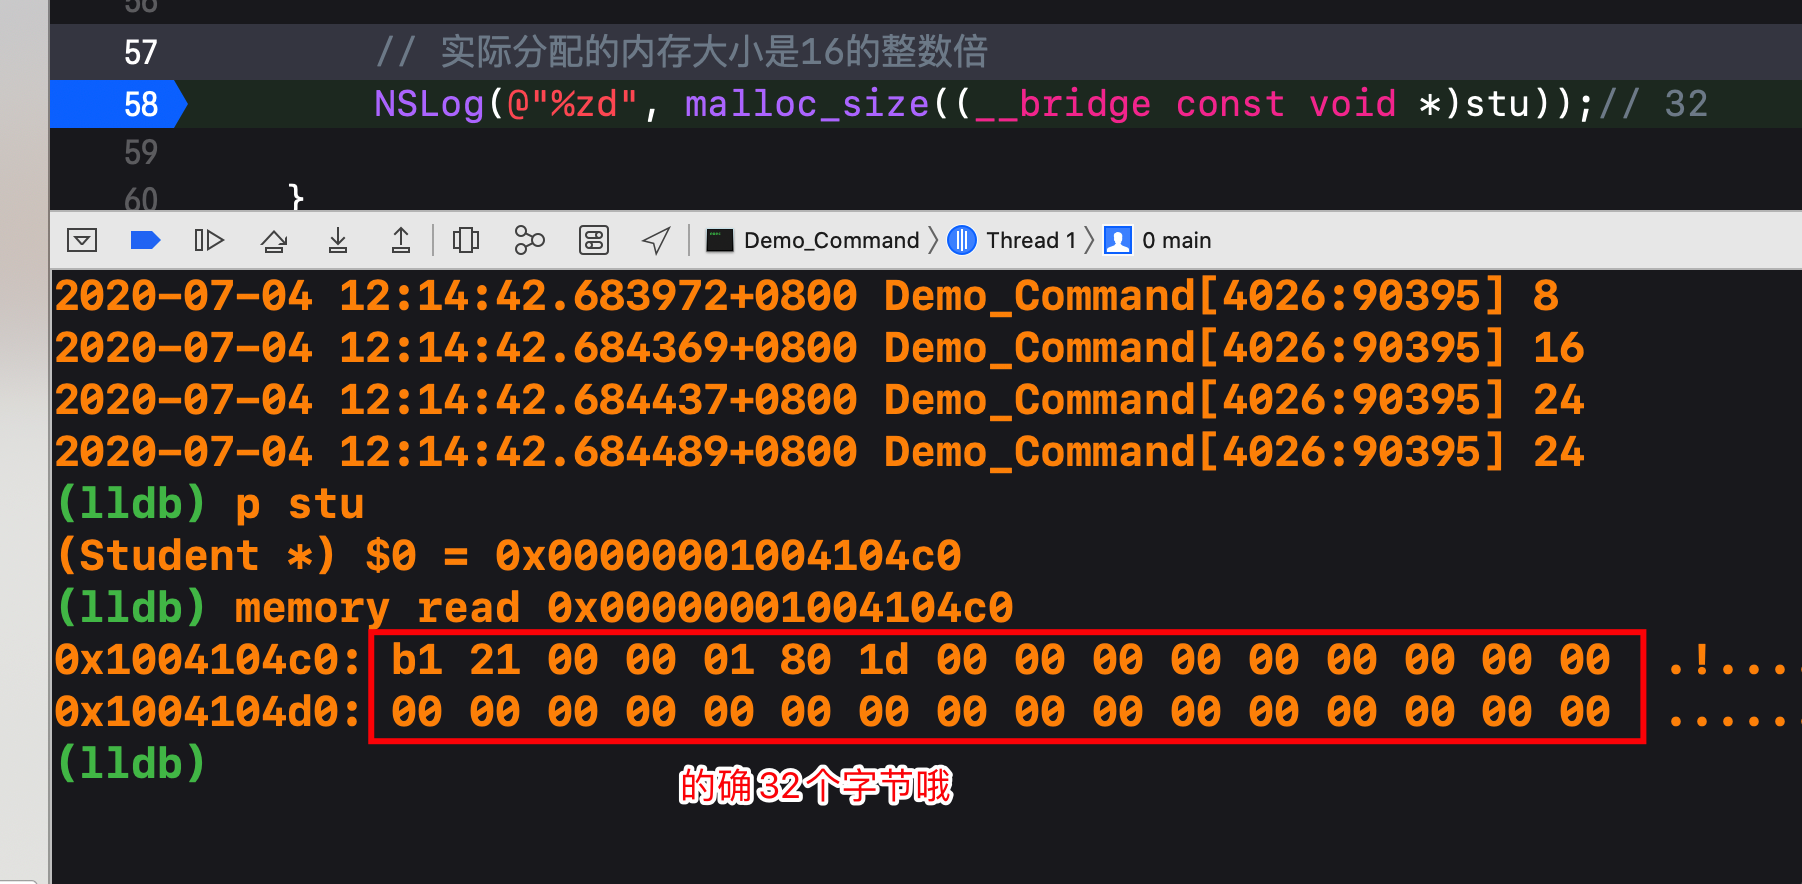 56
57 // 实际分配的内存大小是16的整数倍
58 NSLog(@"%zd", malloc_size((__bridge const void *)stu));// 32
59
60 }
Demo_Command Thread 1 0 main
2020-07-04 12:14:42.683972+0800 Demo_Command[4026:90395] 8
2020-07-04 12:14:42.684369+0800 Demo_Command[4026:90395] 16
2020-07-04 12:14:42.684437+0800 Demo_Command[4026:90395] 24
2020-07-04 12:14:42.684489+0800 Demo_Command[4026:90395] 24
(lldb) p stu
(Student *) $0 = 0x00000001004104c0
(lldb) memory read 0x00000001004104c0
0x1004104c0: b1 21 00 00 01 80 1d 00 00 00 00 00 00 00 00 00 .!....
0x1004104d0: 00 00 00 00 00 00 00 00 00 00 00 00 00 00 00 00 ......
(lldb)
的确32个字节哦